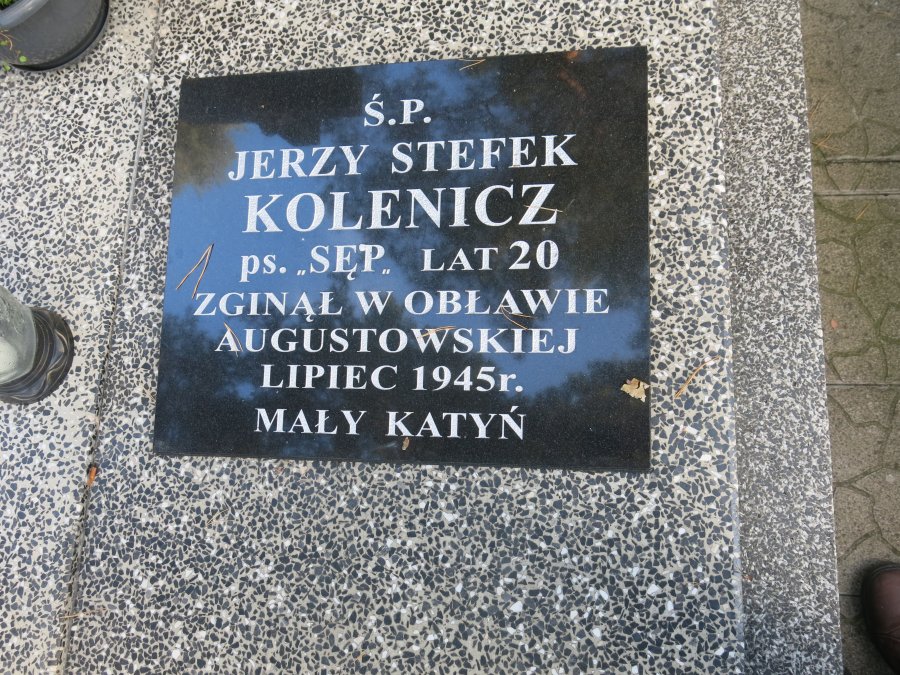 Ś.P.
JERZY STEFEK
KOLENICZ
ps. „SĘP„ LAT 20
ZGINĄŁ W OBŁAWIE
AUGUSTOWSKIEJ
LIPIEC 1945r.
MAŁY KATYŃ